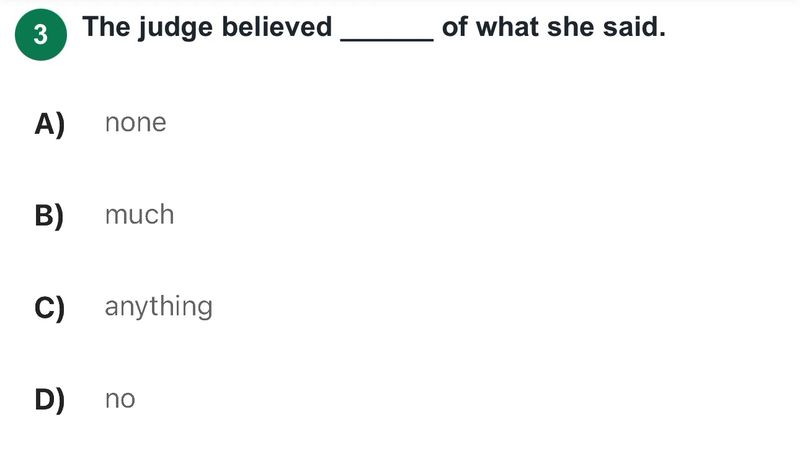 3 The judge believed ______ of what she said.
A) none
B) much
C) anything
D) no